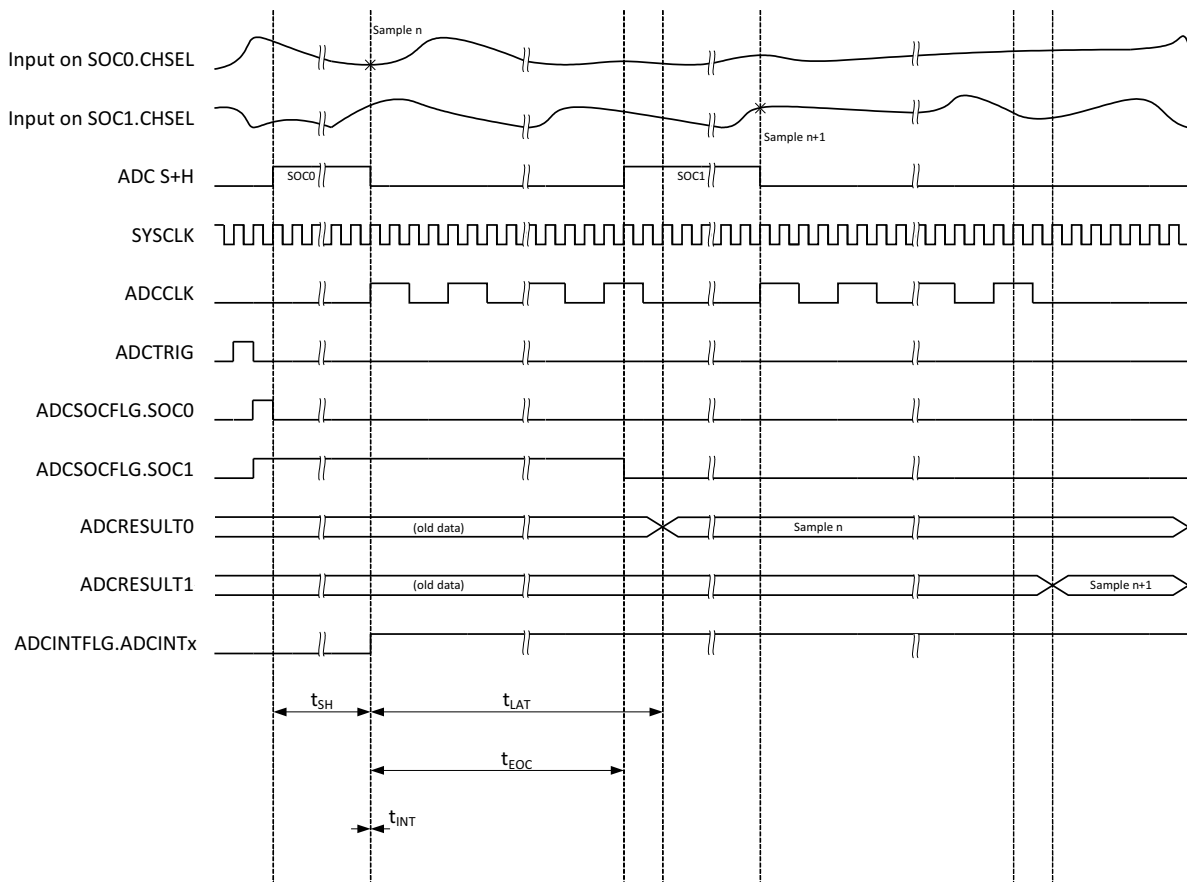 Sample n
Input on SOC0.CHSEL
Input on SOC1.CHSEL
Sample n+1
ADC S+H
SOC0
SOC1
SYSCLK
ADCCLK
ADCTRIG
ADCSOCFLG.SOC0
ADCSOCFLG.SOC1
ADCRESULT0
(old data)
Sample n
ADCRESULT1
(old data)
Sample n+1
ADCINTFLG.ADCINTx
tSH
tLAT
tEOC
tINT